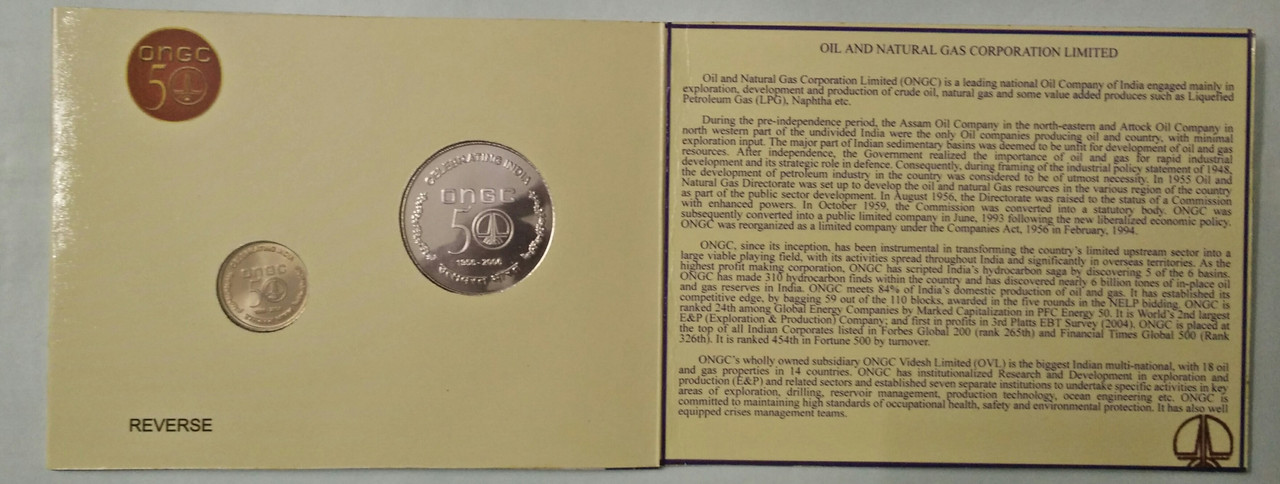 ONGC
50
CELEBRATING INDIA
ONGC
50
1956-2006
ONGC
50
REVERSE
OIL AND NATURAL GAS CORPORATION LIMITED
Oil and Natural Gas Corporation Limited (ONGC) is a leading national Oil Company of India engaged mainly in
exploration, development and production of crude oil, natural gas and some value added produces such as Liquefied
Petroleum Gas (LPG), Naphtha etc.
During the pre-independence period, the Assam Oil Company in the north-eastern and Attock Oil Company in
north western part of the undivided India were the only Oil companies producing oil and country, with minimal
exploration input. The major part of Indian sedimentary basins was deemed to be unfit for development of oil and gas
resources. After independence, the Government realized the importance of oil and gas for rapid industrial
development and its strategic role in defence. Consequently, during framing of the industrial policy statement of 1948,
the development of petroleum industry in the country was considered to be of utmost necessity. In 1955 Oil and
Natural Gas Directorate was set up to develop the oil and natural Gas resources in the various region of the country
as part of the public sector development. In August 1956, the Directorate was raised to the status of a Commission
with enhanced powers. In October 1959, the Commission was converted into a statutory body. ONGC was
subsequently converted into a public limited company in June, 1993 following the new liberalized economic policy.
ONGC was reorganized as a limited company under the Companies Act, 1956 in February, 1994.
ONGC, since its inception, has been instrumental in transforming the country's limited upstream sector into a
large viable playing field, with its activities spread throughout India and significantly in overseas territories. As the
highest profit making corporation, ONGC has scripted India's hydrocarbon saga by discovering 5 of the 6 basins.
ONGC has made 310 hydrocarbon finds within the country and has discovered nearly 6 billion tones of in-place oil
and gas reserves in India. ONGC meets 84% of India's domestic production of oil and gas. It has established its
competitive edge, by bagging 59 out of the 110 blocks, awarded in the five rounds in the NELP bidding. ONGC is
ranked 24th among Global Energy Companies by Marked Capitalization in PFC Energy 50. It is World's 2nd largest
E&P (Exploration & Production) Company; and first in profits in 3rd Platts EBT Survey (2004). ONGC is placed at
the top of all Indian Corporates listed in Forbes Global 200 (rank 265th) and Financial Times Global 500 (Rank
326th). It is ranked 454th in Fortune 500 by turnover.
ONGC's wholly owned subsidiary ONGC Videsh Limited (OVL) is the biggest Indian multi-national, with 18 oil
and gas properties in 14 countries. ONGC has institutionalized Research and Development in exploration and
production (E&P) and related sectors and established seven separate institutions to undertake specific activities in key
areas of exploration, drilling, reservoir management, production technology, ocean engineering etc. ONGC is
committed to maintaining high standards of occupational health, safety and environmental protection. It has also well
equipped crises management teams.